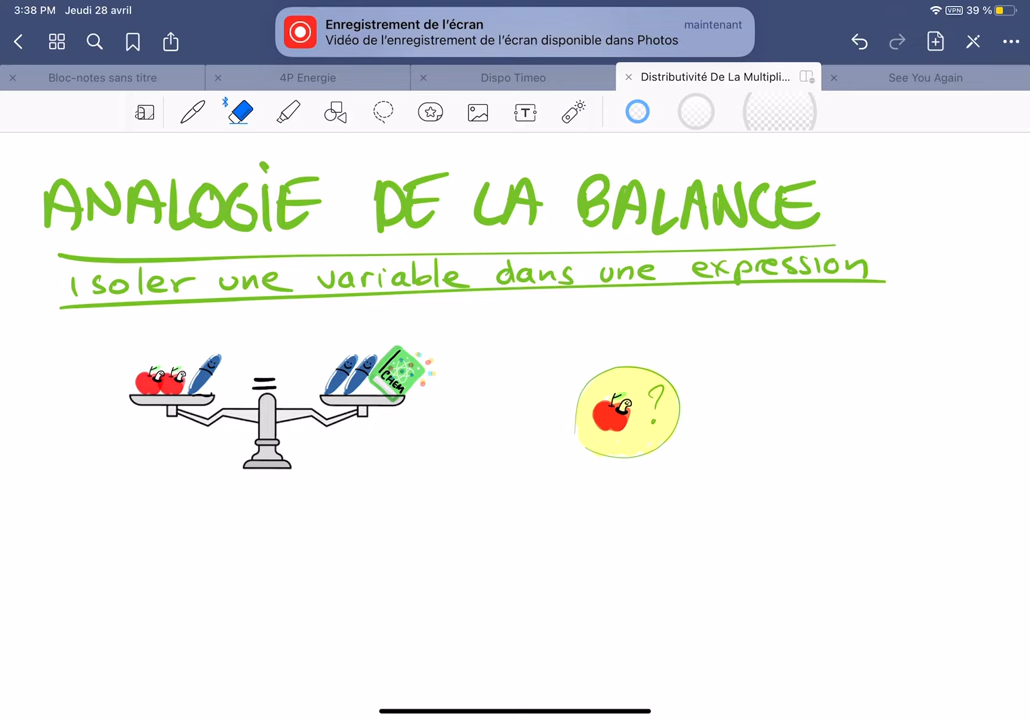 3:38 PM Jeudi 28 avril
Enregistrement de l'écran
maintenant
Vidéo de l'enregistrement de l'écran disponible dans Photos
VPN 39 %
Bloc-notes sans titre
4P Energie
Dispo Timeo
Distributivité De La Multipli...
See You Again
T
ANALOGIE DE LA BALANCE
isoler une variable dans une expression
=
?